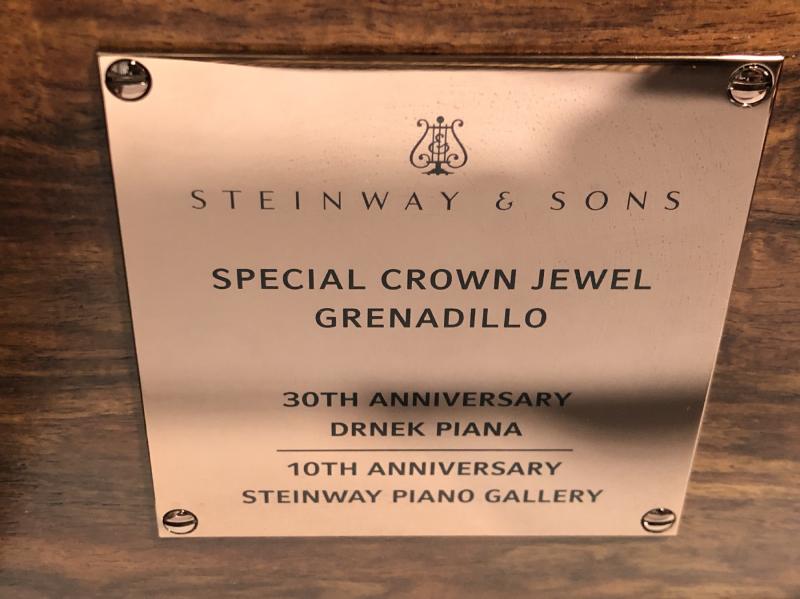 STEINWAY & SONS
SPECIAL CROWN JEWEL
GRENADILLO
30TH ANNIVERSARY
DRNEK PIANA
10TH ANNIVERSARY
STEINWAY PIANO GALLERY